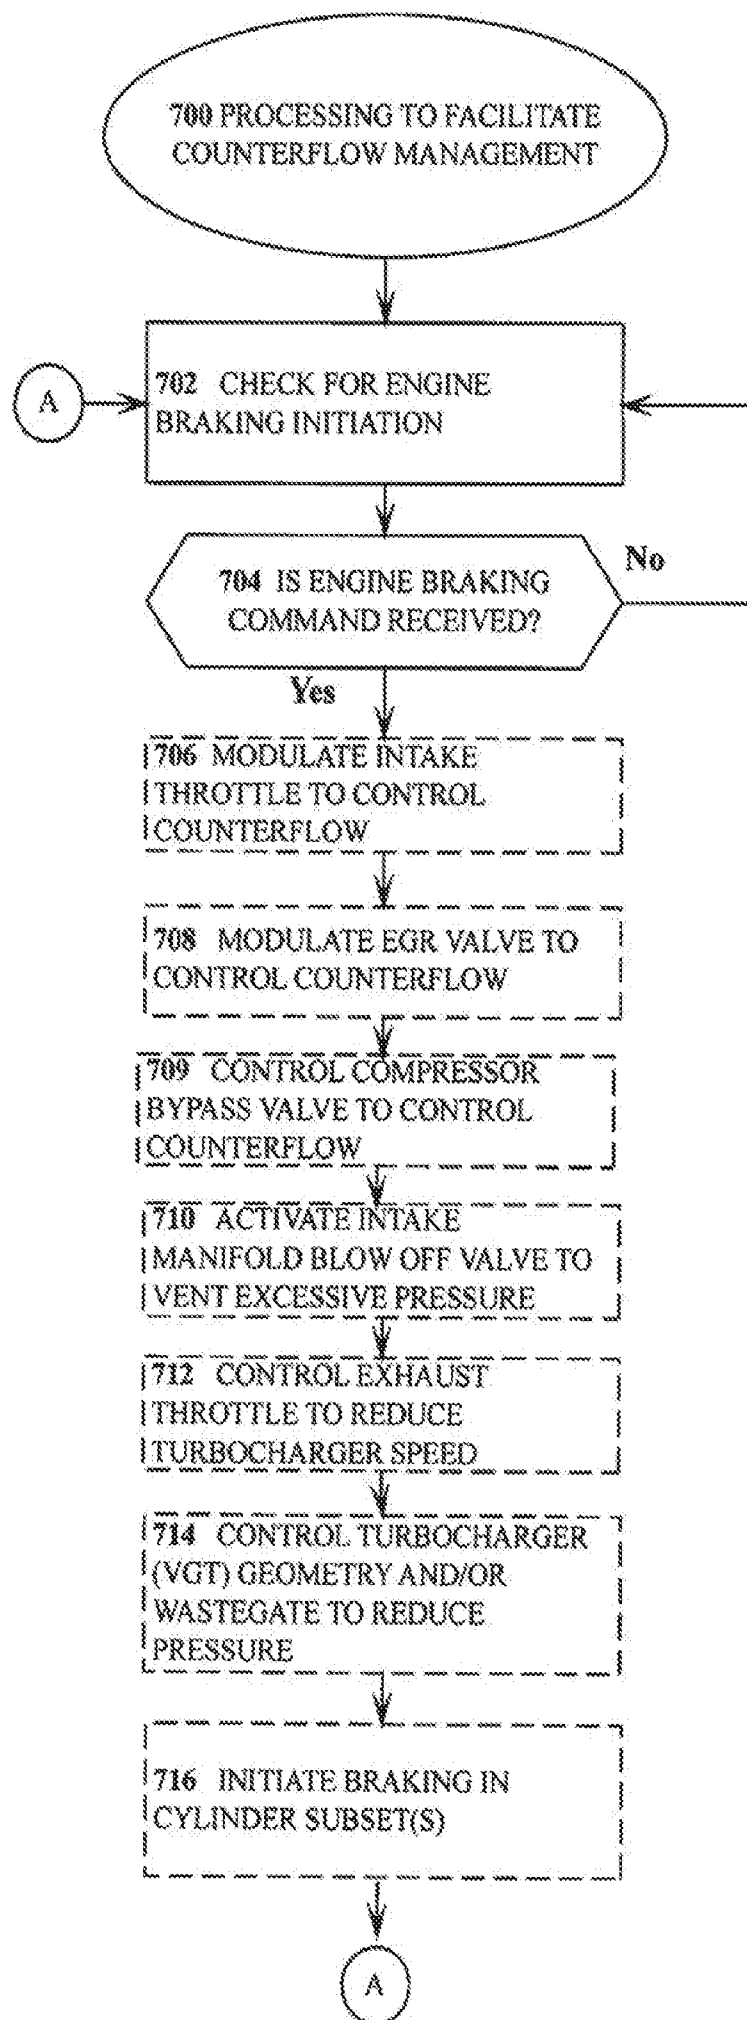 700 PROCESSING TO FACILITATE
COUNTERFLOW MANAGEMENT
702 CHECK FOR ENGINE
BRAKING INITIATION
A
704 IS ENGINE BRAKING
COMMAND RECEIVED?
No
Yes
706 MODULATE INTAKE
THROTTLE TO CONTROL
COUNTERFLOW
708 MODULATE EGR VALVE TO
CONTROL COUNTERFLOW
709 CONTROL COMPRESSOR
BYPASS VALVE TO CONTROL
COUNTERFLOW
710 ACTIVATE INTAKE
MANIFOLD BLOW OFF VALVE TO
VENT EXCESSIVE PRESSURE
712 CONTROL EXHAUST
THROTTLE TO REDUCE
TURBOCHARGER SPEED
714 CONTROL TURBOCHARGER
(VGT) GEOMETRY AND/OR
WASTEGATE TO REDUCE
PRESSURE
716 INITIATE BRAKING IN
CYLINDER SUBSET(S)
A